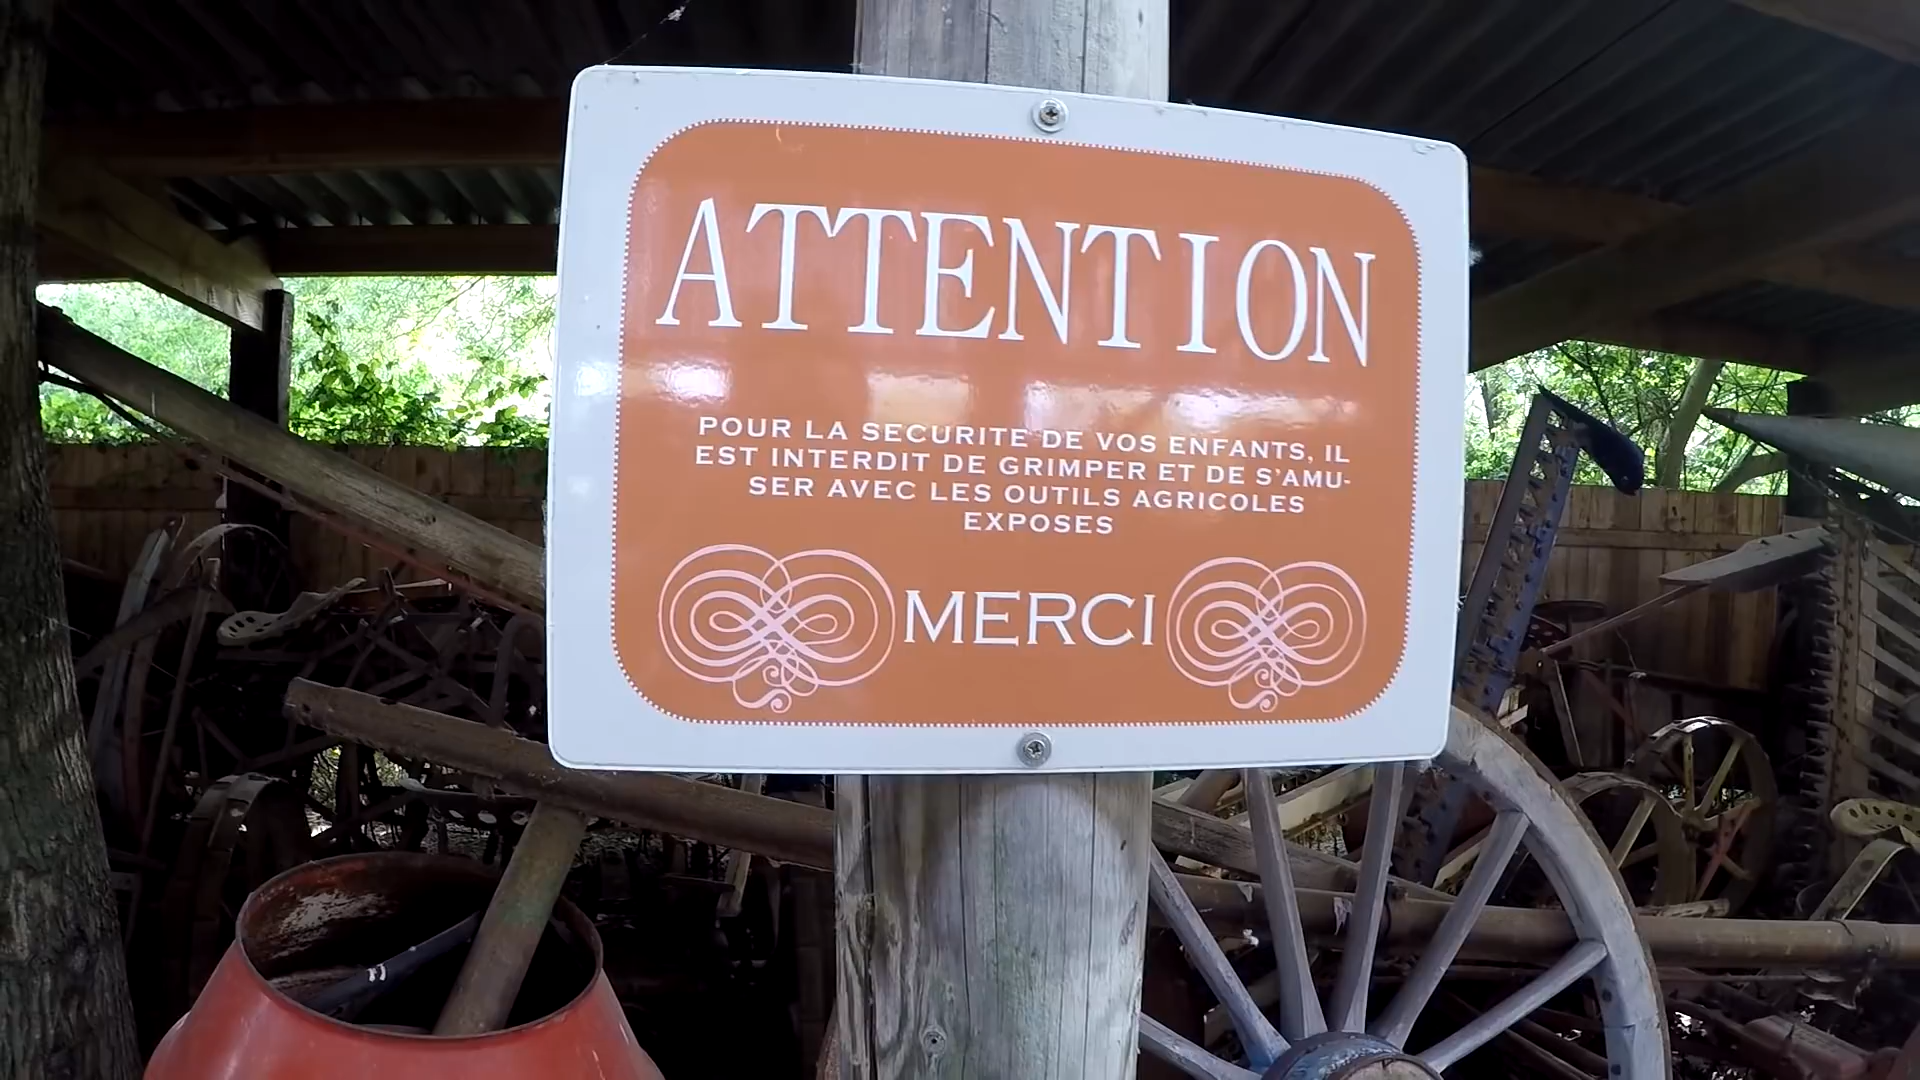 ATTENTION
POUR LA SECURITE DE VOS ENFANTS, IL
EST INTERDIT DE GRIMPER ET DE S'AMU-
SER AVEC LES OUTILS AGRICOLES
EXPOSES
MERCI